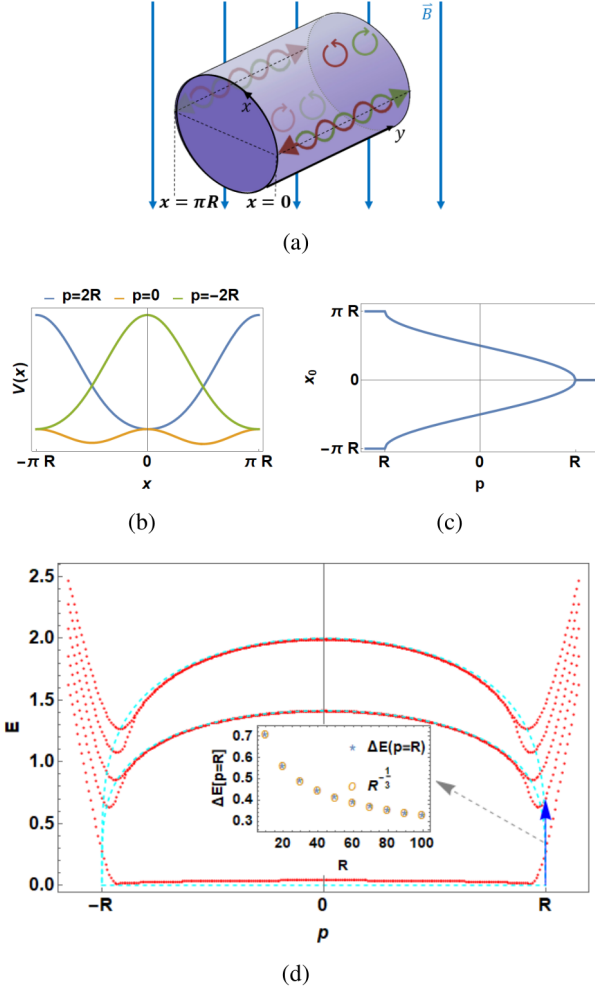 B
x
y
x = πR
x = 0
(a)
p=2R
p=0
p=−2R
V(x)
−π R
0
π R
x
(b)
π R
0
−π R
x₀
R
0
R
p
(c)
2.5
2.0
1.5
1.0
0.5
0.0
E
0.7
0.6
0.5
0.4
0.3
ΔE[p=R]
ΔE(p=R)
R^{-1/3}
20
40
60
80
100
R
−R
0
R
p
(d)